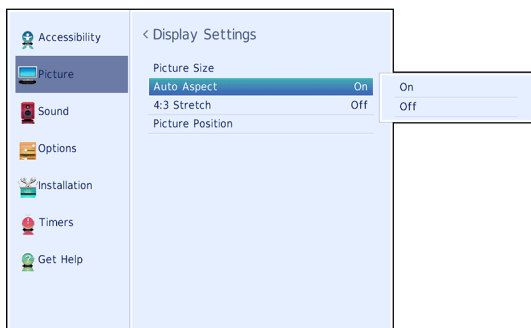 Accessibility
Picture
Sound
Options
Installation
Timers
Get Help
< Display Settings
Picture Size
Auto Aspect On
4:3 Stretch Off
Picture Position
On
Off